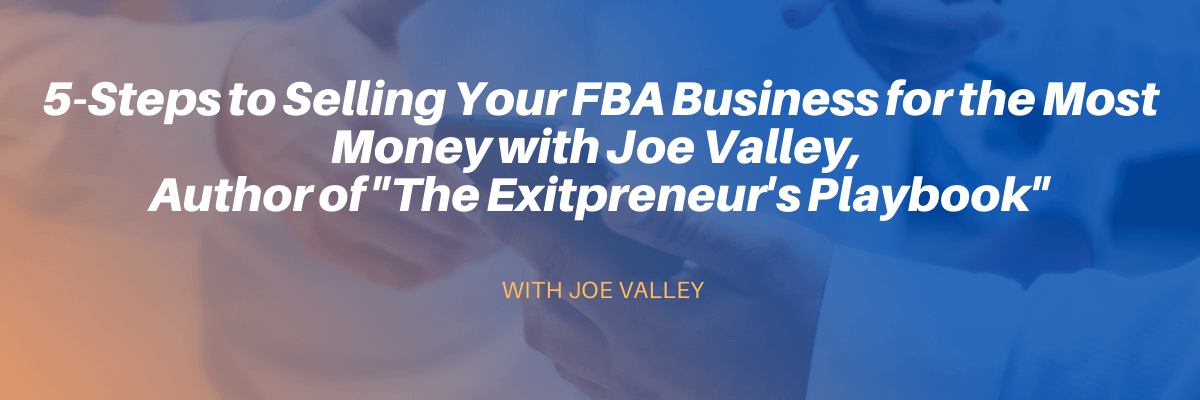 5-Steps to Selling Your FBA Business for the Most
Money with Joe Valley,
Author of "The Exitpreneur's Playbook"
WITH JOE VALLEY